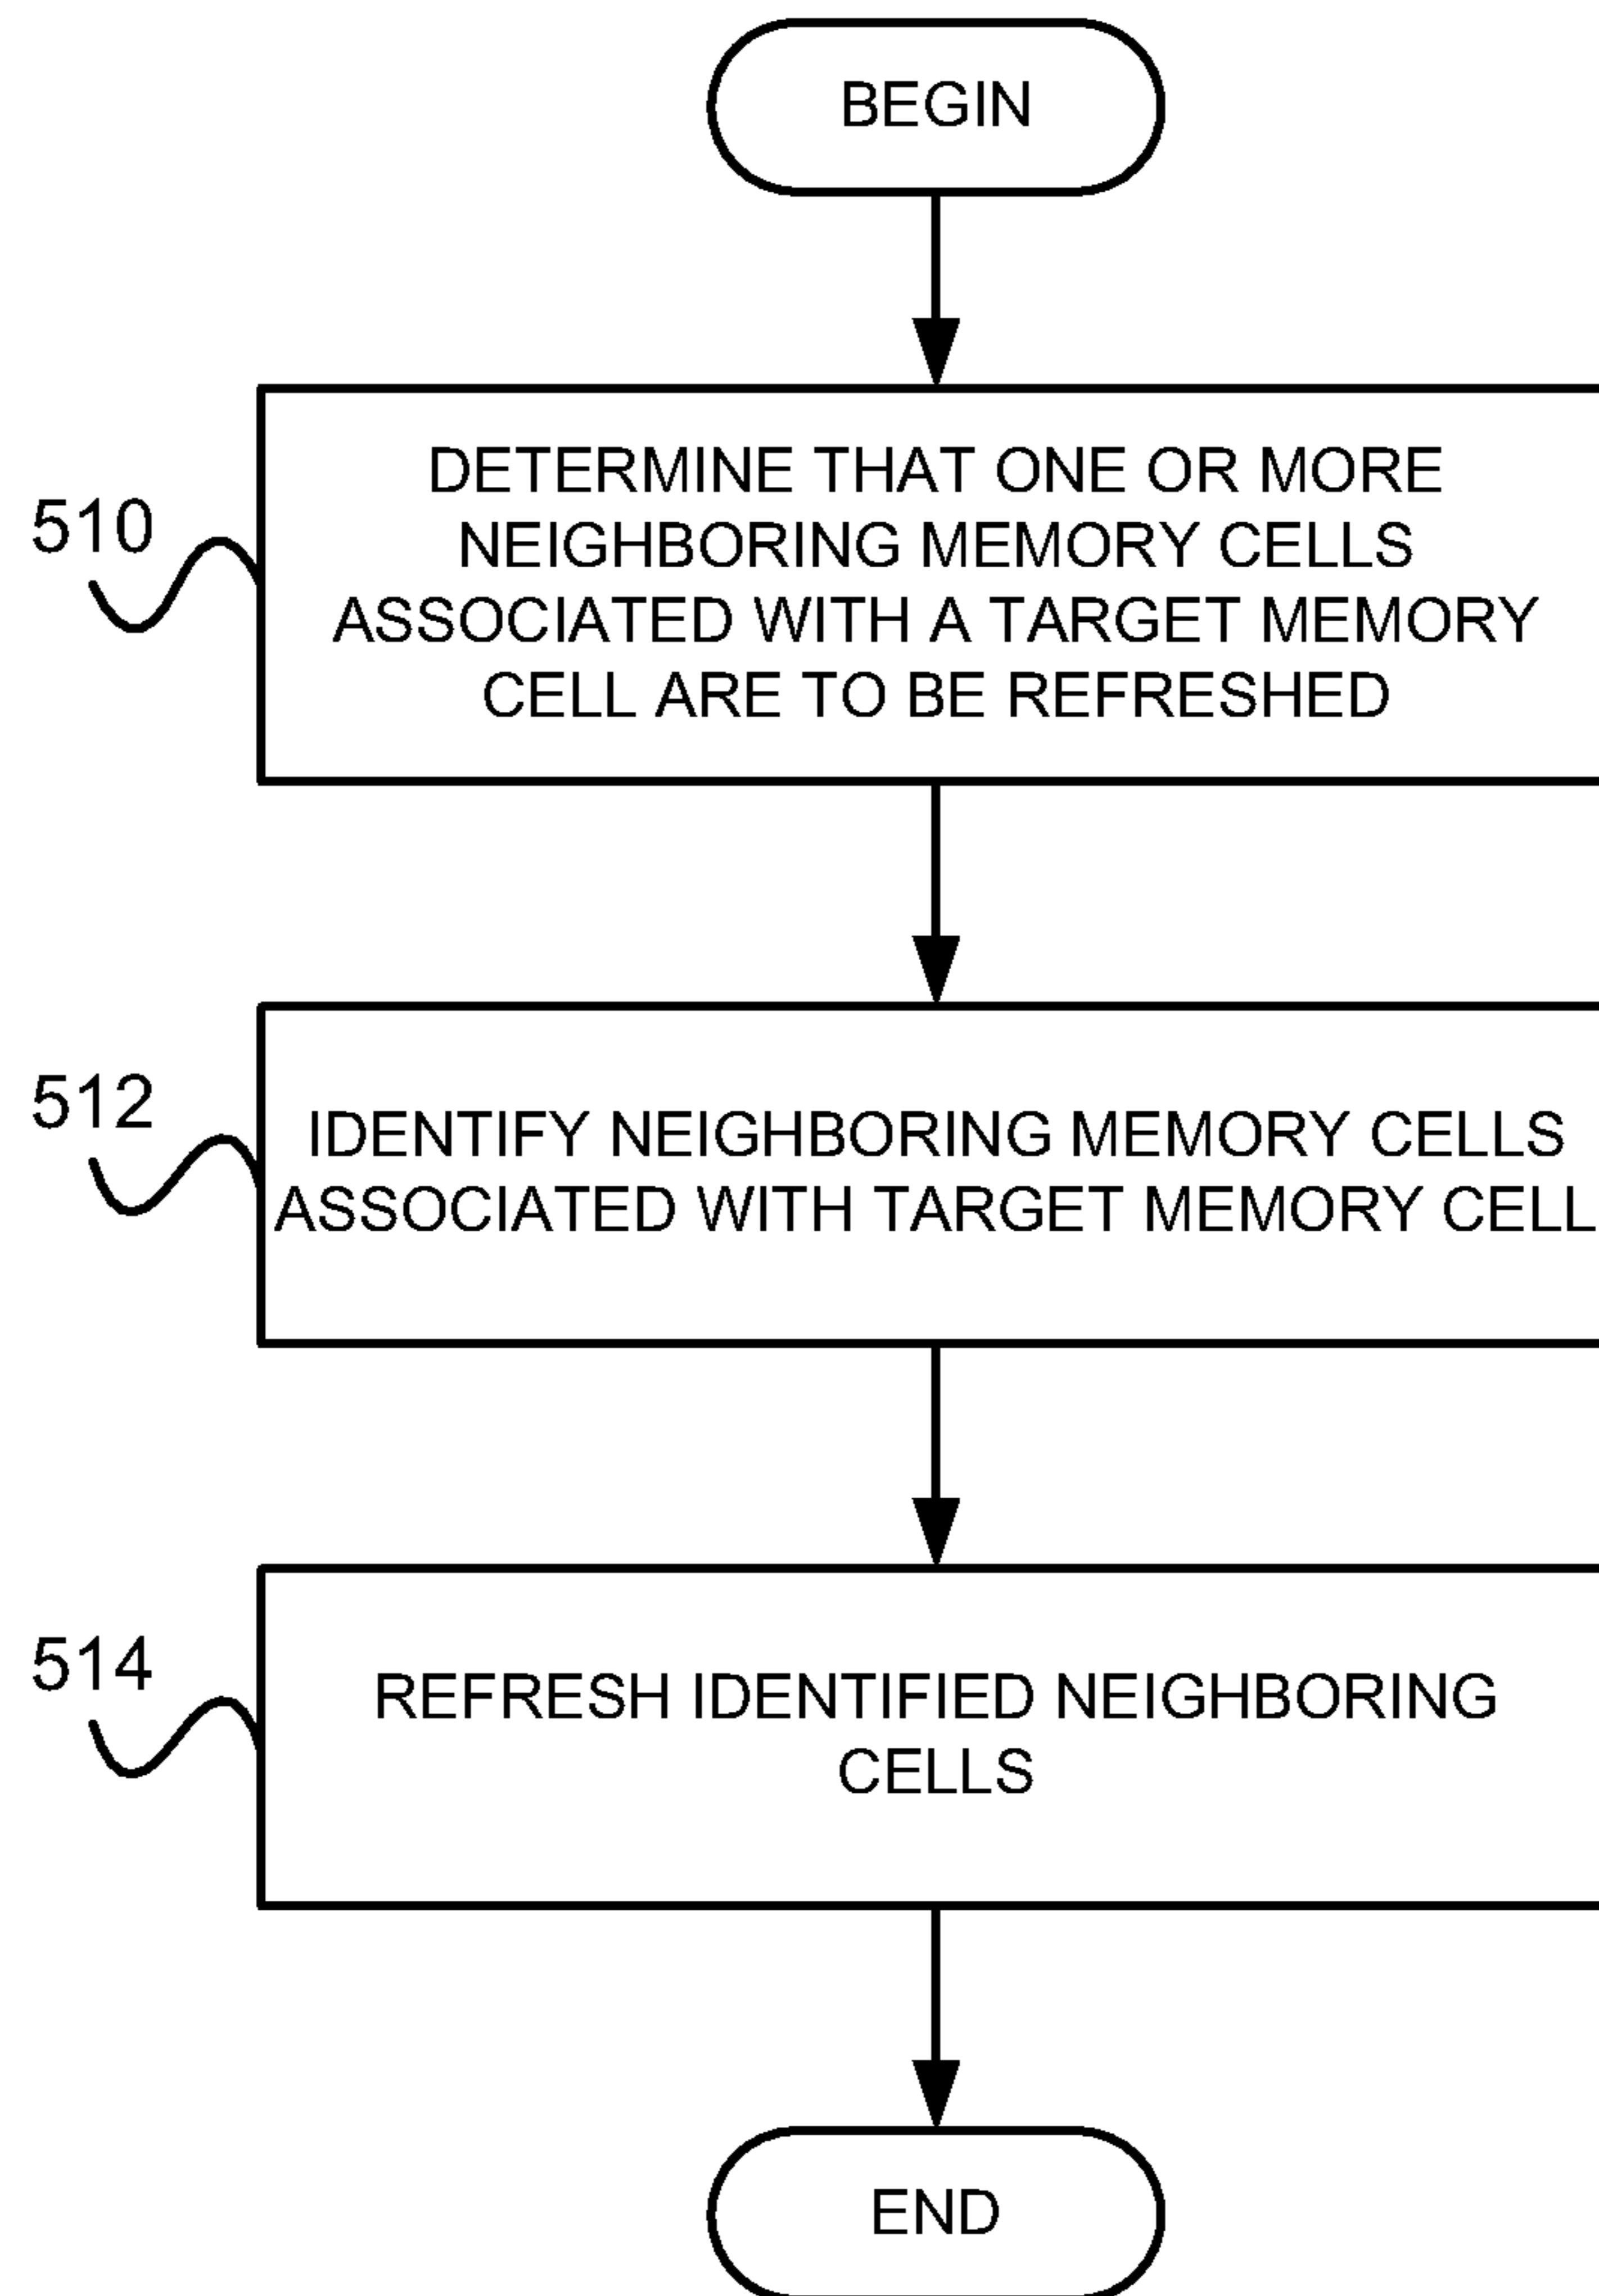 BEGIN
510
DETERMINE THAT ONE OR MORE
NEIGHBORING MEMORY CELLS
ASSOCIATED WITH A TARGET MEMORY
CELL ARE TO BE REFRESHED
512
IDENTIFY NEIGHBORING MEMORY CELLS
ASSOCIATED WITH TARGET MEMORY CELL
514
REFRESH IDENTIFIED NEIGHBORING
CELLS
END